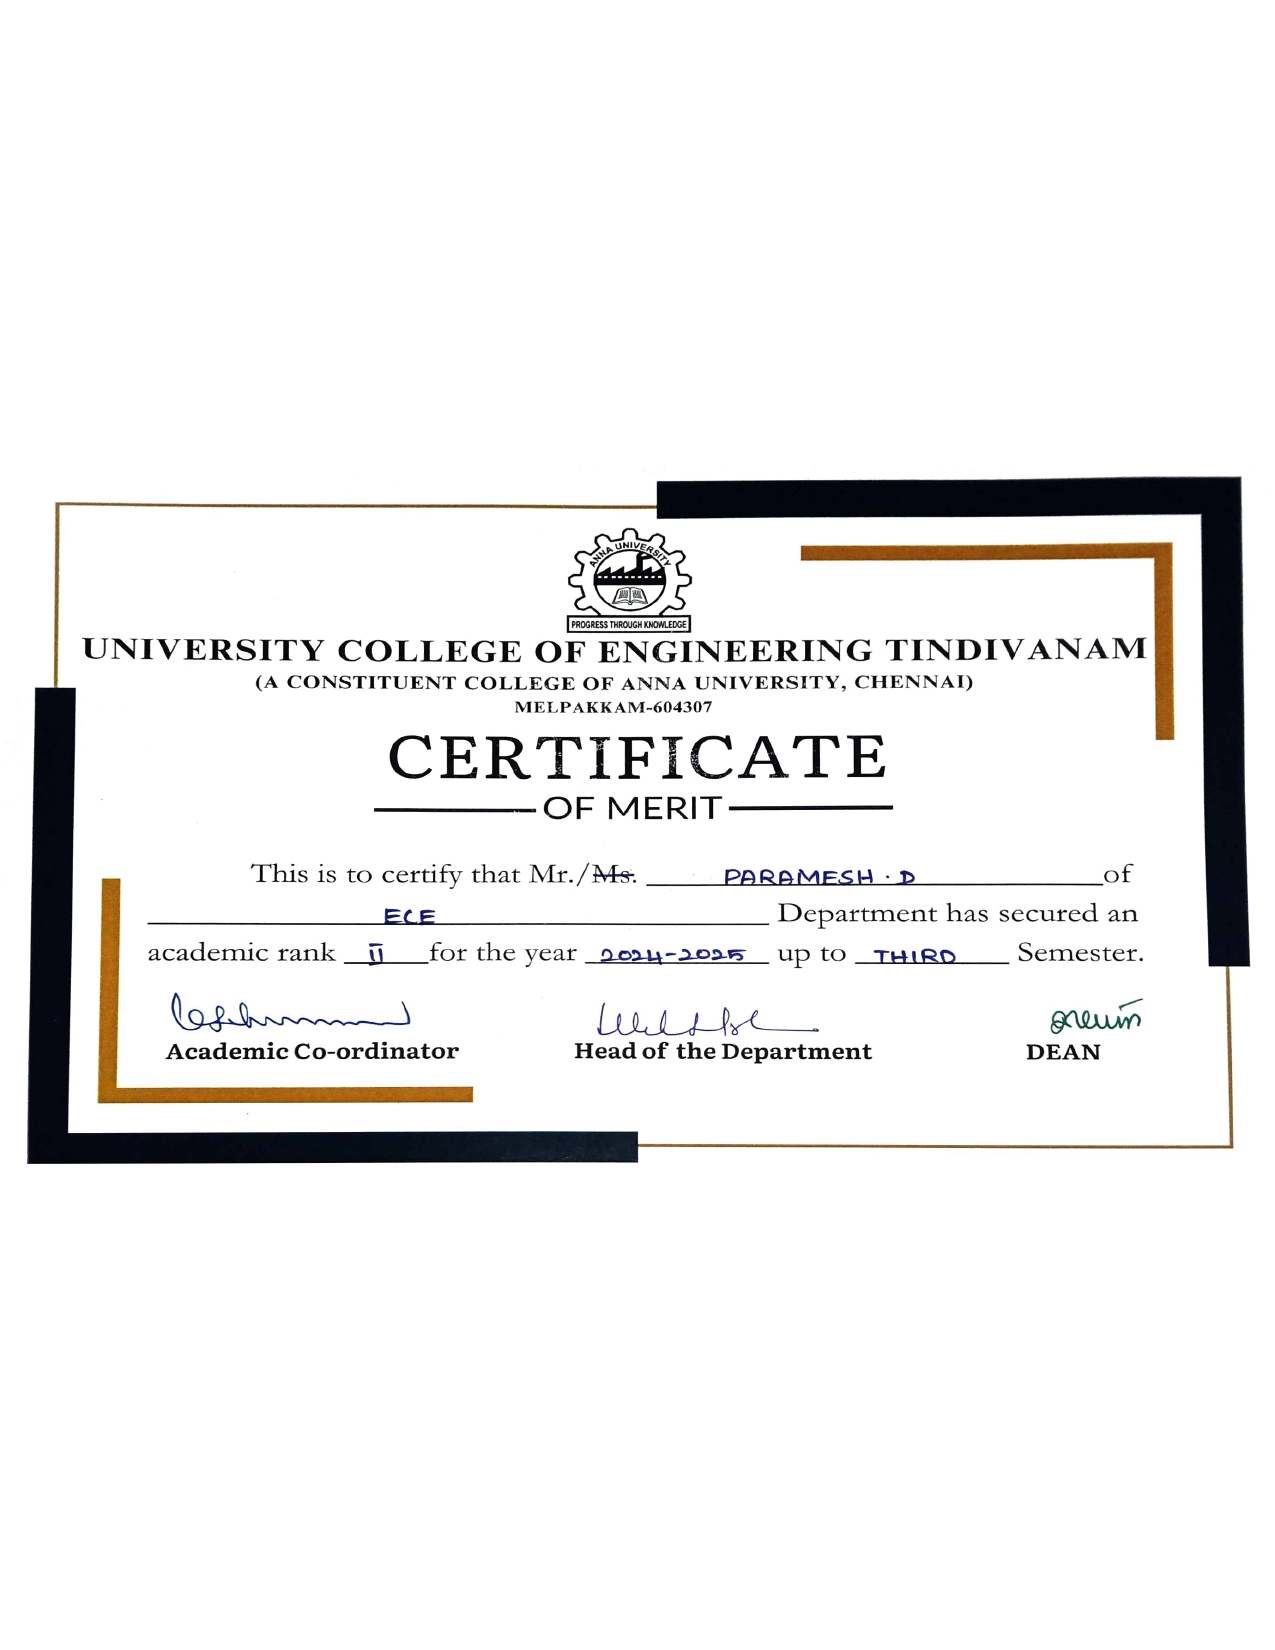 ANNA UNIVERSITY
PROGRESS THROUGH KNOWLEDGE
UNIVERSITY COLLEGE OF ENGINEERING TINDIVANAM
(A CONSTITUENT COLLEGE OF ANNA UNIVERSITY, CHENNAI)
MELPAKKAM-604307
CERTIFICATE
OF MERIT
This is to certify that Mr./Ms. PARAMESH . D of
ECE Department has secured an
academic rank II for the year 2024-2025 up to THIRD Semester.
Academic Co-ordinator Head of the Department DEAN